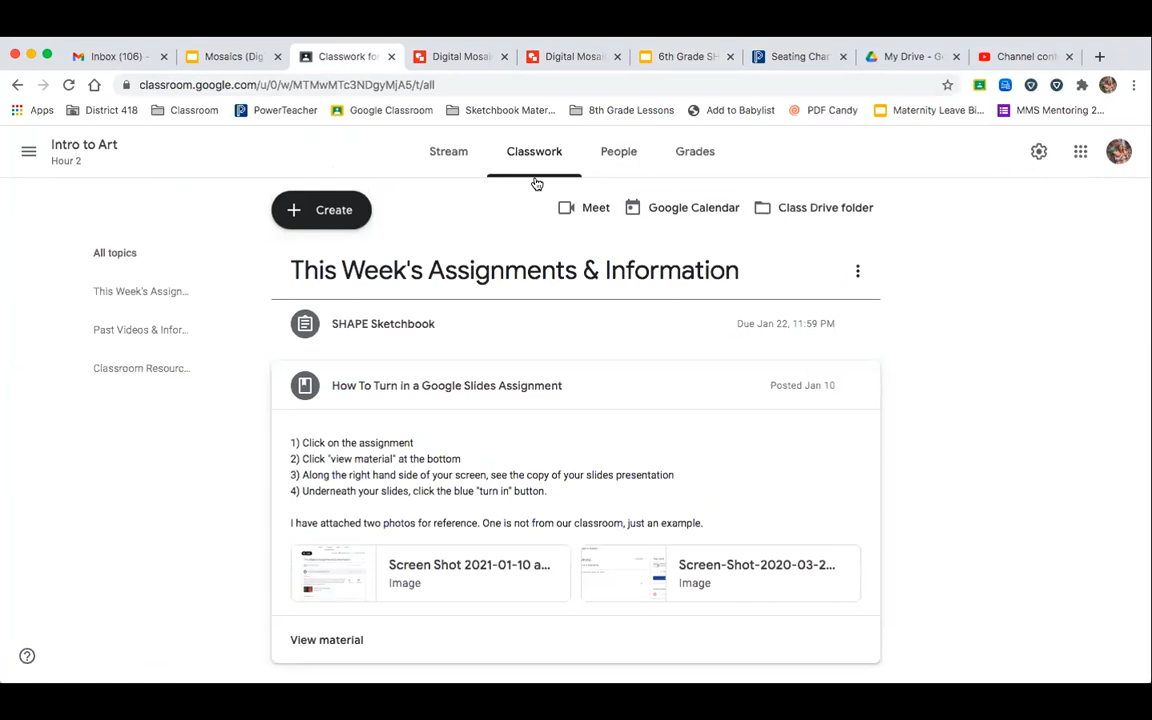 Inbox (106) -
Mosaics (Dig
Classwork for
Digital Mosai
Digital Mosai
6th Grade SH
Seating Char
My Drive - Go
Channel cont
classroom.google.com/u/0/w/MTMwMTc3NDgyMjA5/t/all
Apps
District 418
Classroom
PowerTeacher
Google Classroom
Sketchbook Mater...
8th Grade Lessons
Add to Babylist
PDF Candy
Maternity Leave Bi...
MMS Mentoring 2...
Intro to Art
Hour 2
Stream
Classwork
People
Grades
Create
Meet
Google Calendar
Class Drive folder
All topics
This Week's Assign...
Past Videos & Infor...
Classroom Resourc...
This Week's Assignments & Information
SHAPE Sketchbook
Due Jan 22, 11:59 PM
How To Turn in a Google Slides Assignment
Posted Jan 10
1) Click on the assignment
2) Click "view material" at the bottom
3) Along the right hand side of your screen, see the copy of your slides presentation
4) Underneath your slides, click the blue "turn in" button.
I have attached two photos for reference. One is not from our classroom, just an example.
Screen Shot 2021-01-10 a...
Image
Screen-Shot-2020-03-2...
Image
View material